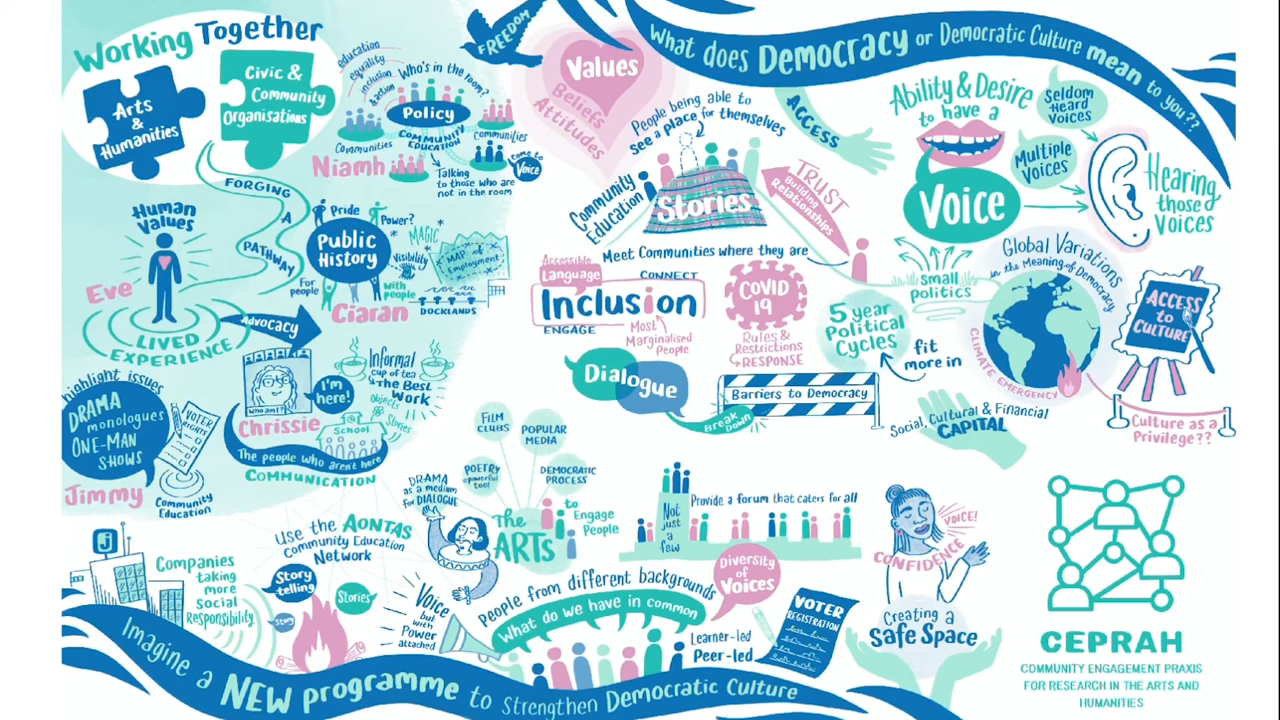 Working Together
Arts
&
Humanities
Civic &
Community
Organisations
FORGING
A
PATHWAY
education
equality
inclusion
& action
Who's in the room?
Policy
COMMUNITY
EDUCATION
Communities
Communities
Niamh
Talking
to those who are
not in the room
Come to
Voice
Human
Values
Eve
LIVED
EXPERIENCE
ADVOCACY
Pride
Power?
Public
History
MAGIC
Visibility
For
people
with
people
MAP of
Employment
Ciaran
DOCKLANDS
highlight issues
DRAMA
monologues
ONE-MAN
SHOWS
Jimmy
VOTER
RIGHTS
Community
Education
Who am I?
I'm
here!
Chrissie
Informal
cup of tea
The Best
Work
objects
Stories
School
The people who aren't here
COMMUNICATION
FREEDOM
What does Democracy or Democratic Culture mean to you??
Values
Beliefs
Attitudes
People being able to
see a place for themselves
Community
Education
Stories
TRUST
Building
Relationships
Meet Communities where they are
ACCESS
Ability & Desire
to have a
Voice
Seldom
Heard
Voices
Multiple
Voices
Hearing
those
Voices
Accessible
Language
CONNECT
Inclusion
ENGAGE
Most
Marginalised
People
COVID
19
Rules &
Restrictions
RESPONSE
small
politics
5 year
Political
Cycles
fit
more in
Global Variations
in the Meaning of Democracy
CLIMATE EMERGENCY
ACCESS
to
CULTURE
Culture as a
Privilege??
Dialogue
Break
Down
Barriers to Democracy
Social, Cultural & Financial
CAPITAL
FILM
CLUBS
POPULAR
MEDIA
POETRY
powerful
tool
DEMOCRATIC
PROCESS
DRAMA
as a medium
for DIALOGUE
The
ARTs
to
Engage
People
Not
just
a
few
Provide a forum that caters for all
J
Companies
taking
more
Social
Responsibility
Use the AONTAS
Community Education
Network
Story
telling
Stories
Story
Voice
but
with
Power
attached
People from different backgrounds
What do we have in common
Diversity
of
Voices
Learner-led
Peer-led
VOTER
REGISTRATION
VOICE!
CONFIDENCE
Creating a
Safe Space
Imagine a NEW programme to Strengthen Democratic Culture
CEPRAH
COMMUNITY ENGAGEMENT PRAXIS
FOR RESEARCH IN THE ARTS AND
HUMANITIES